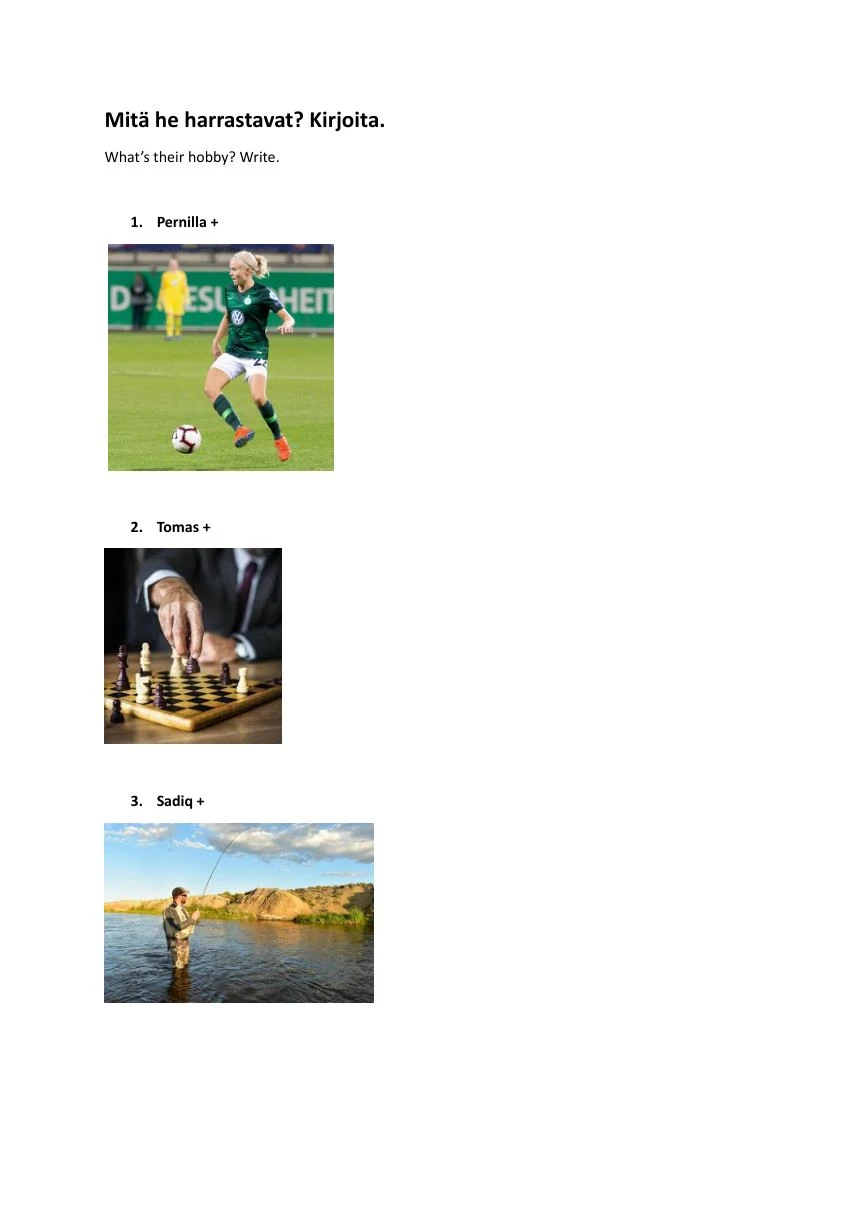 Mitä he harrastavat? Kirjoita.
What's their hobby? Write.
1. Pernilla +
2. Tomas +
3. Sadiq +